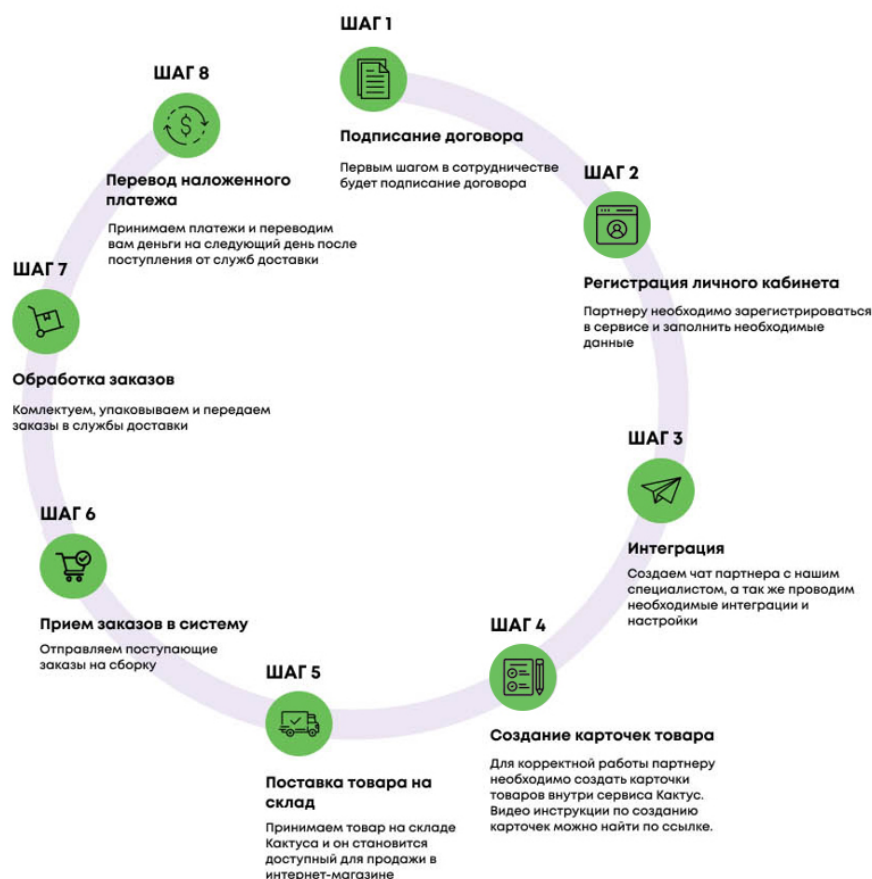 ШАГ 1
Подписание договора
Первым шагом в сотрудничестве
будет подписание договора
ШАГ 2
Регистрация личного кабинета
Партнеру необходимо зарегистрироваться
в сервисе и заполнить необходимые
данные
ШАГ 3
Интеграция
Создаем чат партнера с нашим
специалистом, а так же проводим
необходимые интеграции и
настройки
ШАГ 4
Создание карточек товара
Для корректной работы партнеру
необходимо создать карточки
товаров внутри сервиса Кактус.
Видео инструкции по созданию
карточек можно найти по ссылке.
ШАГ 5
Поставка товара на
склад
Принимаем товар на складе
Кактуса и он становится
доступный для продажи в
интернет-магазине
ШАГ 6
Прием заказов в систему
Отправляем поступающие
заказы на сборку
ШАГ 7
Обработка заказов
Комлектуем, упаковываем и передаем
заказы в службы доставки
ШАГ 8
$
Перевод наложенного
платежа
Принимаем платежи и переводим
вам деньги на следующий день после
поступления от служб доставки